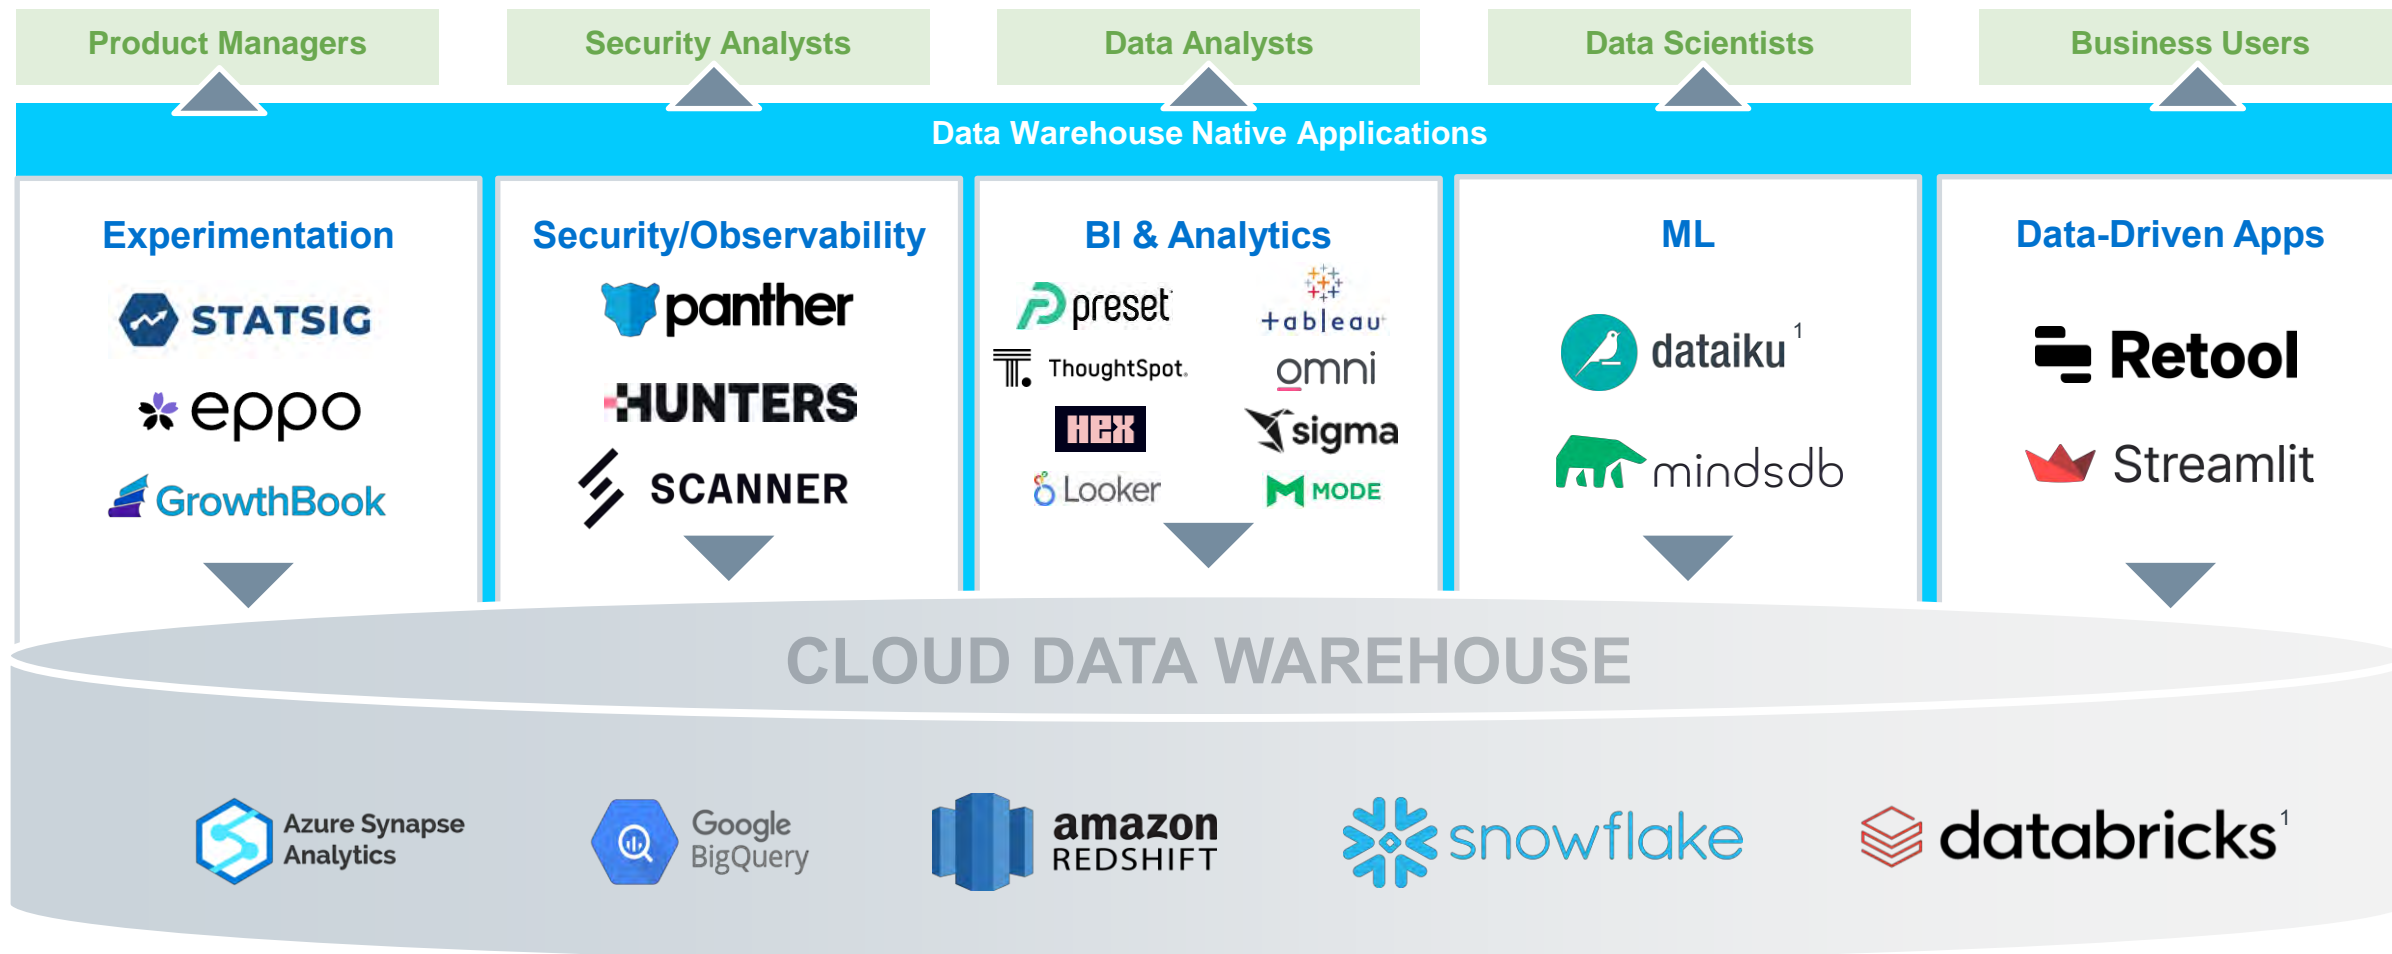 Product Managers
Security Analysts
Data Analysts
Data Scientists
Business Users
Data Warehouse Native Applications
Experimentation
STATSIG
eppo
GrowthBook
Security/Observability
panther
HUNTERS
SCANNER
BI & Analytics
preset
+ableau
ThoughtSpot.
omni
HEX
sigma
Looker
MODE
ML
dataiku 1
mindsdb
Data-Driven Apps
Retool
Streamlit
CLOUD DATA WAREHOUSE
Azure Synapse
Analytics
Google
BigQuery
amazon
REDSHIFT
snowflake
databricks 1